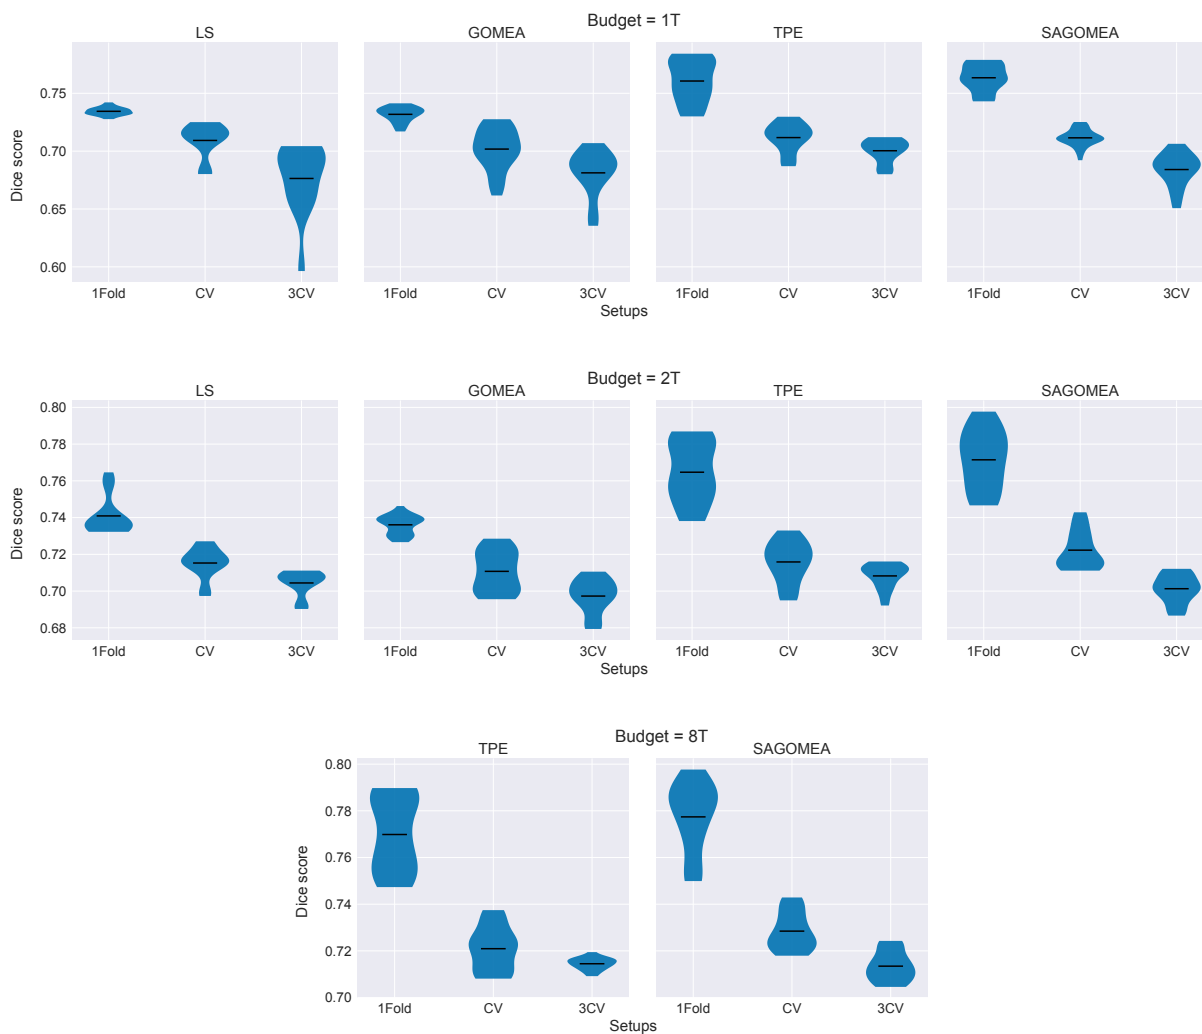 Budget = 1T
LS GOMEA TPE SAGOMEA
0.75
0.70
0.65
0.60
Dice score
1Fold CV 3CV 1Fold CV 3CV 1Fold CV 3CV 1Fold CV 3CV
Setups
Budget = 2T
LS GOMEA TPE SAGOMEA
0.80
0.78
0.76
0.74
0.72
0.70
0.68
Dice score
1Fold CV 3CV 1Fold CV 3CV 1Fold CV 3CV 1Fold CV 3CV
Setups
Budget = 8T
TPE SAGOMEA
0.80
0.78
0.76
0.74
0.72
0.70
Dice score
1Fold CV 3CV 1Fold CV 3CV
Setups